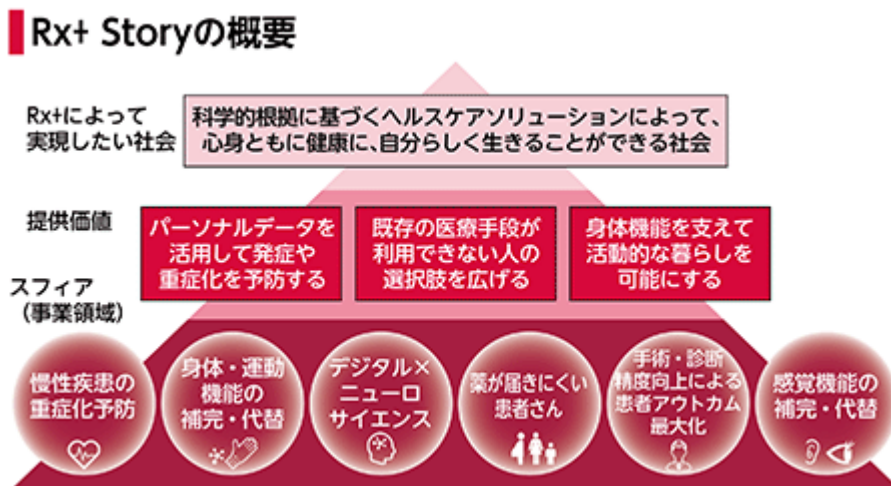 Rx+ Storyの概要
Rx+によって
実現したい社会
科学的根拠に基づくヘルスケアソリューションによって、
心身ともに健康に、自分らしく生きることができる社会
提供価値
パーソナルデータを
活用して発症や
重症化を予防する
既存の医療手段が
利用できない人の
選択肢を広げる
身体機能を支えて
活動的な暮らしを
可能にする
スフィア
（事業領域）
慢性疾患の
重症化予防
身体・運動
機能の
補完・代替
デジタル×
ニューロ
サイエンス
薬が届きにくい
患者さん
手術・診断
精度向上による
患者アウトカム
最大化
感覚機能の
補完・代替